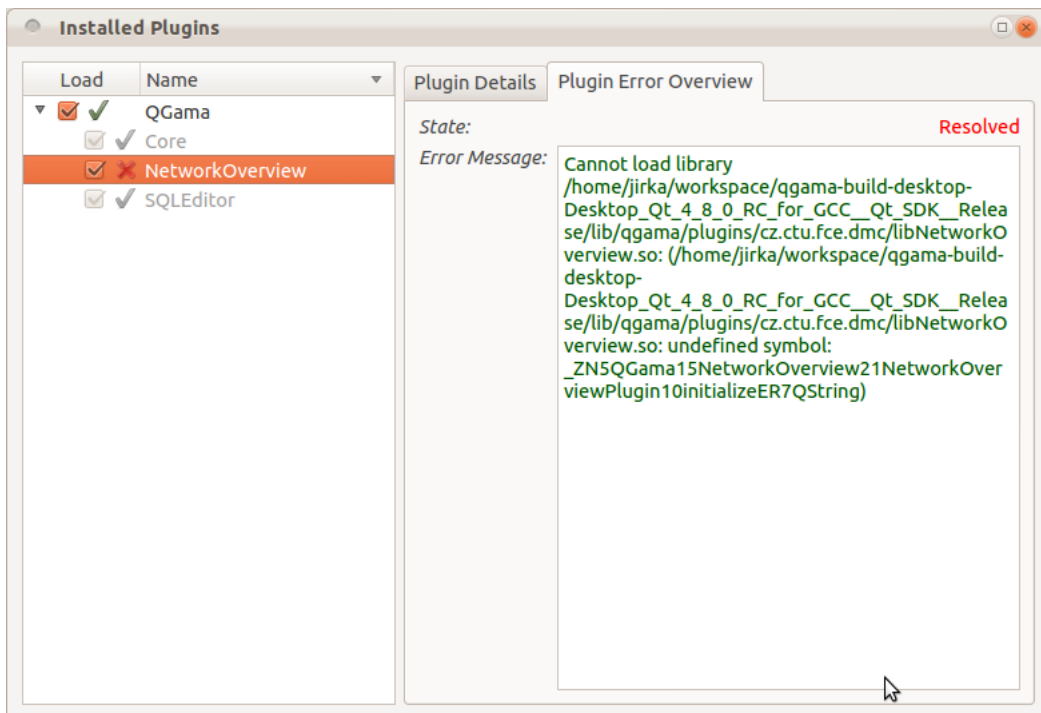 Installed Plugins
Load Name
Plugin Details Plugin Error Overview
QGama
Core
NetworkOverview
SQLEditor
State: Resolved
Error Message:
Cannot load library
/home/jirka/workspace/qgama-build-desktop-
Desktop_Qt_4_8_0_RC_for_GCC__Qt_SDK__Relea
se/lib/qgama/plugins/cz.ctu.fce.dmc/libNetworkO
verview.so: (/home/jirka/workspace/qgama-build-
desktop-
Desktop_Qt_4_8_0_RC_for_GCC__Qt_SDK__Relea
se/lib/qgama/plugins/cz.ctu.fce.dmc/libNetworkO
verview.so: undefined symbol:
_ZN5QGama15NetworkOverview21NetworkOver
viewPlugin10initializeER7QString)